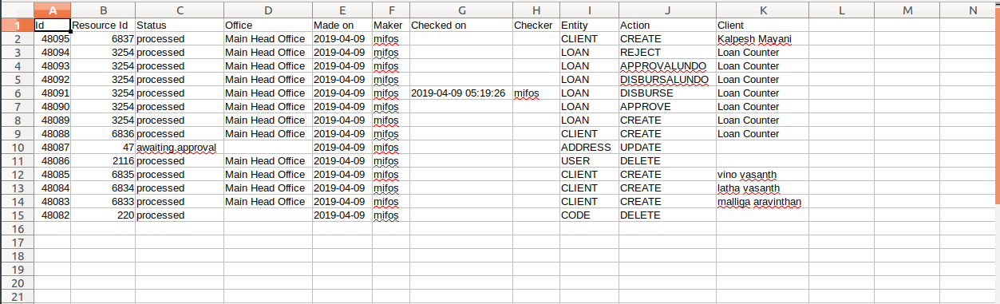 A B C D E F G H I J K L M N
1 Id Resource Id Status Office Made on Maker Checked on Checker Entity Action Client
2 48095 6837 processed Main Head Office 2019-04-09 mifos CLIENT CREATE Kalpesh Mayani
3 48094 3254 processed Main Head Office 2019-04-09 mifos LOAN REJECT Loan Counter
4 48093 3254 processed Main Head Office 2019-04-09 mifos LOAN APPROVALUNDO Loan Counter
5 48092 3254 processed Main Head Office 2019-04-09 mifos LOAN DISBURSALUNDO Loan Counter
6 48091 3254 processed Main Head Office 2019-04-09 mifos 2019-04-09 05:19:26 mifos LOAN DISBURSE Loan Counter
7 48090 3254 processed Main Head Office 2019-04-09 mifos LOAN APPROVE Loan Counter
8 48089 3254 processed Main Head Office 2019-04-09 mifos LOAN CREATE Loan Counter
9 48088 6836 processed Main Head Office 2019-04-09 mifos CLIENT CREATE Loan Counter
10 48087 47 awaiting.approval 2019-04-09 mifos ADDRESS UPDATE
11 48086 2116 processed Main Head Office 2019-04-09 mifos USER DELETE
12 48085 6835 processed Main Head Office 2019-04-09 mifos CLIENT CREATE vino vasanth
13 48084 6834 processed Main Head Office 2019-04-09 mifos CLIENT CREATE latha vasanth
14 48083 6833 processed Main Head Office 2019-04-09 mifos CLIENT CREATE malliga aravinthan
15 48082 220 processed 2019-04-09 mifos CODE DELETE
16
17
18
19
20
21